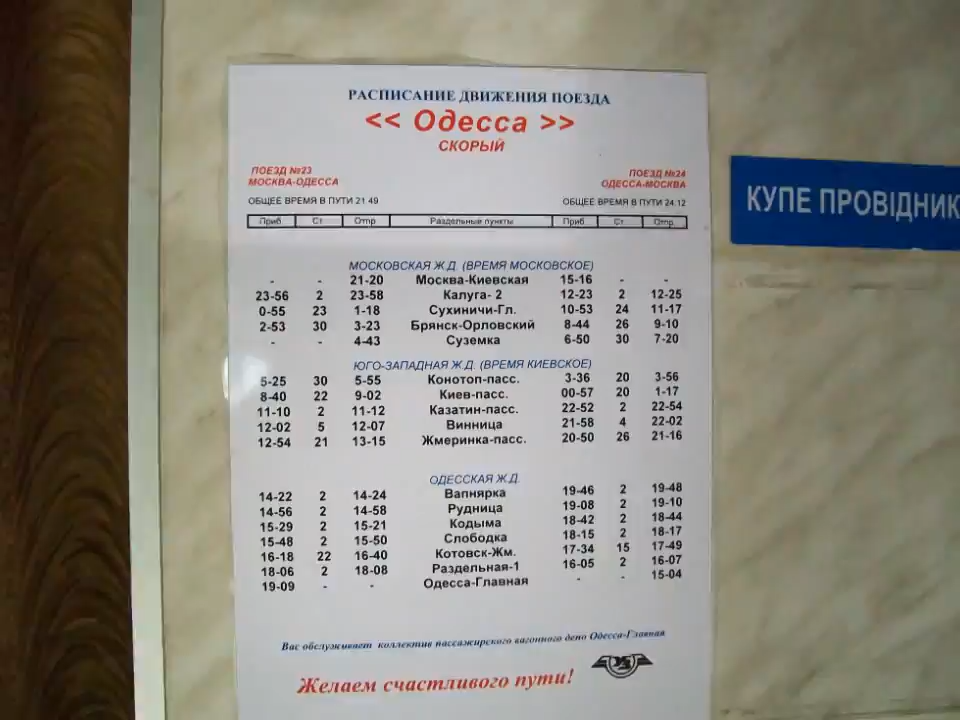 РАСПИСАНИЕ ДВИЖЕНИЯ ПОЕЗДА
<< Одесса >>
СКОРЫЙ
ПОЕЗД №23 ПОЕЗД №24
МОСКВА-ОДЕССА ОДЕССА-МОСКВА
ОБЩЕЕ ВРЕМЯ В ПУТИ 21.49 ОБЩЕЕ ВРЕМЯ В ПУТИ 24.12
Приб. Ст. Отпр. Раздельные пункты Приб. Ст. Отпр.
МОСКОВСКАЯ Ж.Д. (ВРЕМЯ МОСКОВСКОЕ)
- - 21-20 Москва-Киевская 15-16 - -
23-56 2 23-58 Калуга- 2 12-23 2 12-25
0-55 23 1-18 Сухиничи-Гл. 10-53 24 11-17
2-53 30 3-23 Брянск-Орловский 8-44 26 9-10
- - 4-43 Суземка 6-50 30 7-20
ЮГО-ЗАПАДНАЯ Ж.Д. (ВРЕМЯ КИЕВСКОЕ)
5-25 30 5-55 Конотоп-пасс. 3-36 20 3-56
8-40 22 9-02 Киев-пасс. 00-57 20 1-17
11-10 2 11-12 Казатин-пасс. 22-52 2 22-54
12-02 5 12-07 Винница 21-58 4 22-02
12-54 21 13-15 Жмеринка-пасс. 20-50 26 21-16
ОДЕССКАЯ Ж.Д.
14-22 2 14-24 Вапнярка 19-46 2 19-48
14-56 2 14-58 Рудница 19-08 2 19-10
15-29 2 15-21 Кодыма 18-42 2 18-44
15-48 2 15-50 Слободка 18-15 2 18-17
16-18 22 16-40 Котовск-Жм. 17-34 15 17-49
18-06 2 18-08 Раздельная-1 16-05 2 16-07
19-09 - - Одесса-Главная - - 15-04
Вас обслуживает коллектив пассажирского вагонного депо Одесса-Главная
Желаем счастливого пути!
КУПЕ ПРОВІДНИК